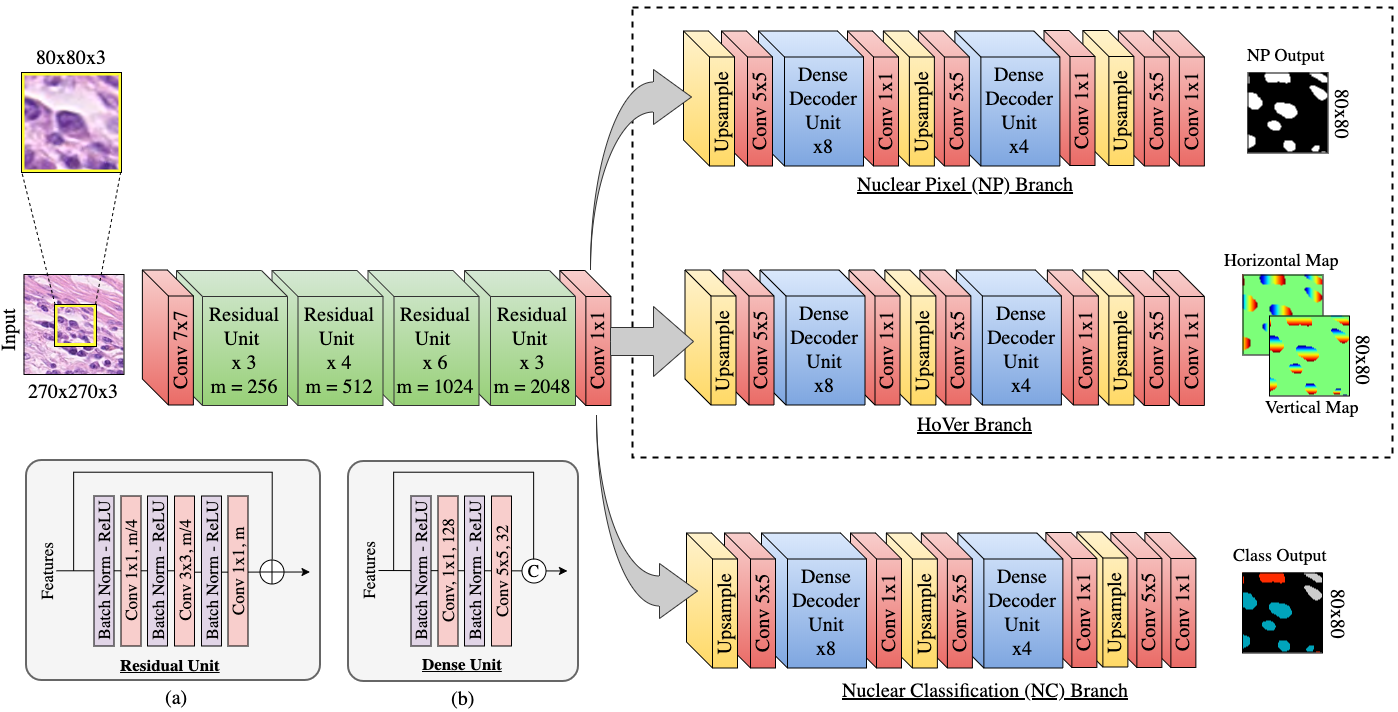 80x80x3
Input
270x270x3
Conv 7x7
Residual
Unit
x 3
m = 256
Residual
Unit
x 4
m = 512
Residual
Unit
x 6
m = 1024
Residual
Unit
x 3
m = 2048
Conv 1x1
Upsample
Conv 5x5
Dense
Decoder
Unit
x8
Conv 1x1
Upsample
Conv 5x5
Dense
Decoder
Unit
x4
Conv 1x1
Upsample
Conv 5x5
Conv 1x1
Nuclear Pixel (NP) Branch
NP Output
80x80
Upsample
Conv 5x5
Dense
Decoder
Unit
x8
Conv 1x1
Upsample
Conv 5x5
Dense
Decoder
Unit
x4
Conv 1x1
Upsample
Conv 5x5
Conv 1x1
HoVer Branch
Horizontal Map
80x80
Vertical Map
Upsample
Conv 5x5
Dense
Decoder
Unit
x8
Conv 1x1
Upsample
Conv 5x5
Dense
Decoder
Unit
x4
Conv 1x1
Upsample
Conv 5x5
Conv 1x1
Nuclear Classification (NC) Branch
Class Output
80x80
Features
Batch Norm - ReLU
Conv 1x1, m/4
Batch Norm - ReLU
Conv 3x3, m/4
Batch Norm - ReLU
Conv 1x1, m
Residual Unit
(a)
Features
Batch Norm - ReLU
Conv, 1x1, 128
Batch Norm - ReLU
Conv 5x5, 32
C
Dense Unit
(b)